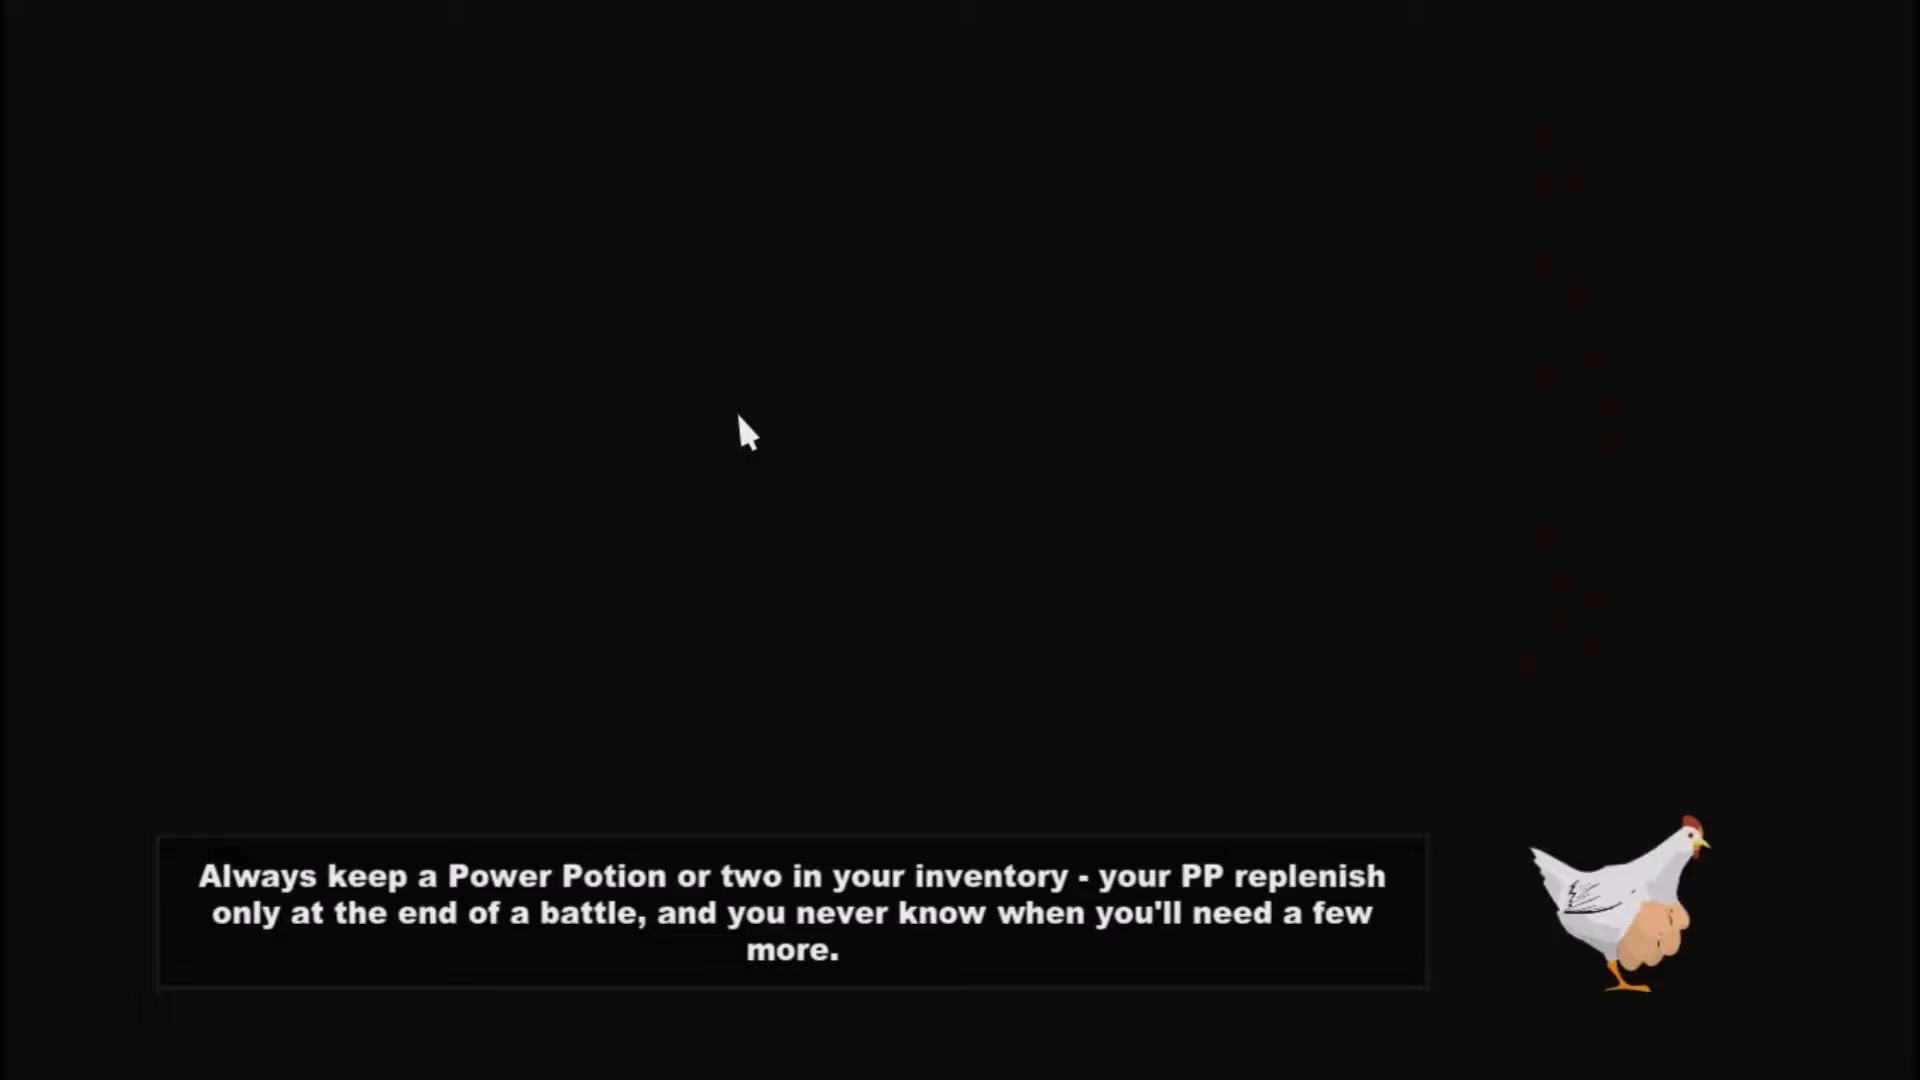 Always keep a Power Potion or two in your inventory - your PP replenish
only at the end of a battle, and you never know when you'll need a few
more.